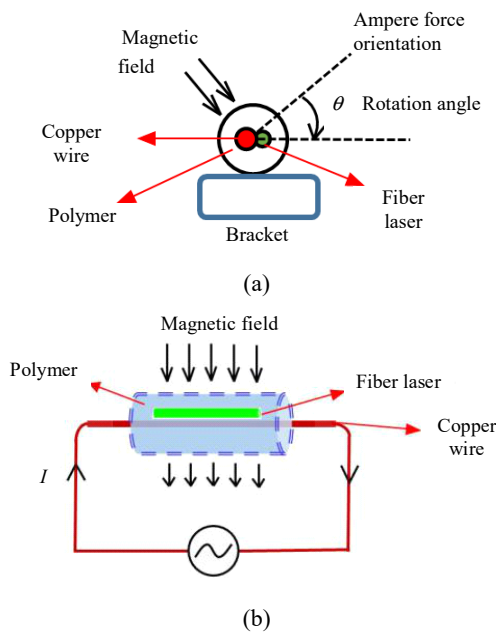 Ampere force
orientation
Magnetic
field
θ Rotation angle
Copper
wire
Polymer
Fiber
laser
Bracket
(a)
Magnetic field
Polymer
Fiber laser
Copper
wire
I
(b)